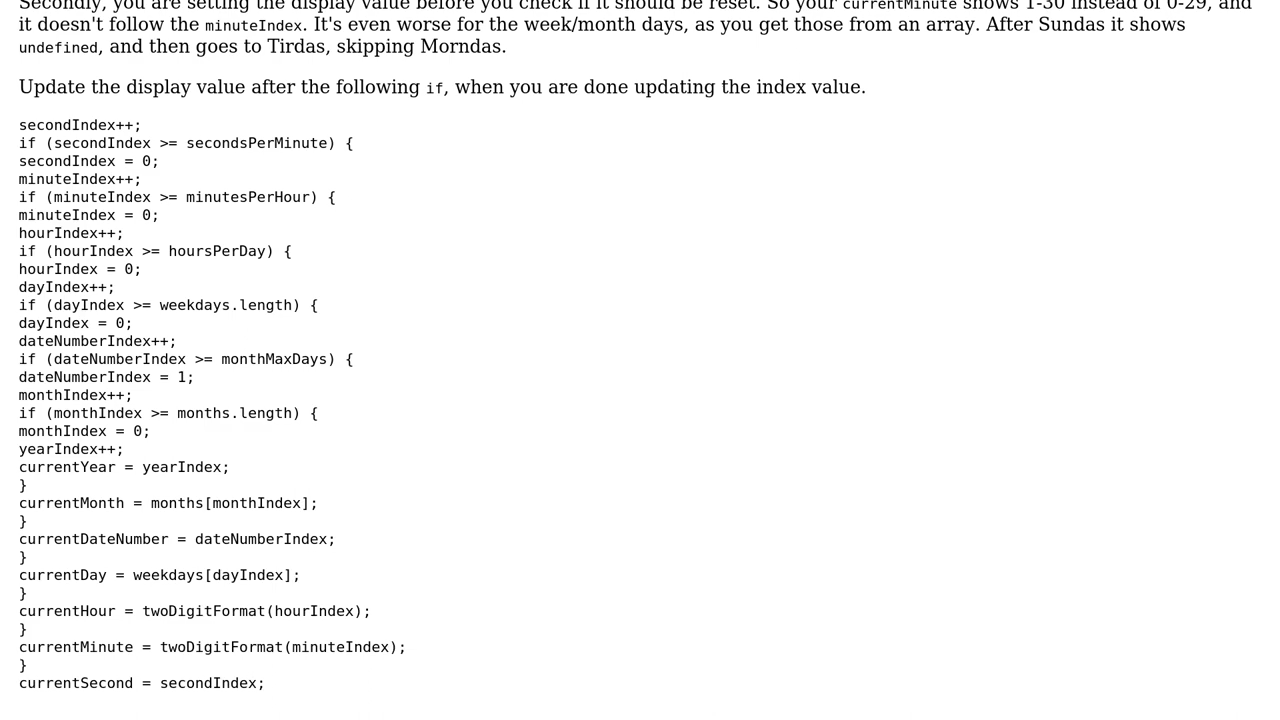 Secondly, you are setting the display value before you check if it should be reset. So your currentMinute shows 1-30 instead of 0-29, and
it doesn't follow the minuteIndex. It's even worse for the week/month days, as you get those from an array. After Sundas it shows
undefined, and then goes to Tirdas, skipping Morndas.
Update the display value after the following if, when you are done updating the index value.
secondIndex++;
if (secondIndex >= secondsPerMinute) {
secondIndex = 0;
minuteIndex++;
if (minuteIndex >= minutesPerHour) {
minuteIndex = 0;
hourIndex++;
if (hourIndex >= hoursPerDay) {
hourIndex = 0;
dayIndex++;
if (dayIndex >= weekdays.length) {
dayIndex = 0;
dateNumberIndex++;
if (dateNumberIndex >= monthMaxDays) {
dateNumberIndex = 1;
monthIndex++;
if (monthIndex >= months.length) {
monthIndex = 0;
yearIndex++;
currentYear = yearIndex;
}
currentMonth = months[monthIndex];
}
currentDateNumber = dateNumberIndex;
}
currentDay = weekdays[dayIndex];
}
currentHour = twoDigitFormat(hourIndex);
}
currentMinute = twoDigitFormat(minuteIndex);
}
currentSecond = secondIndex;